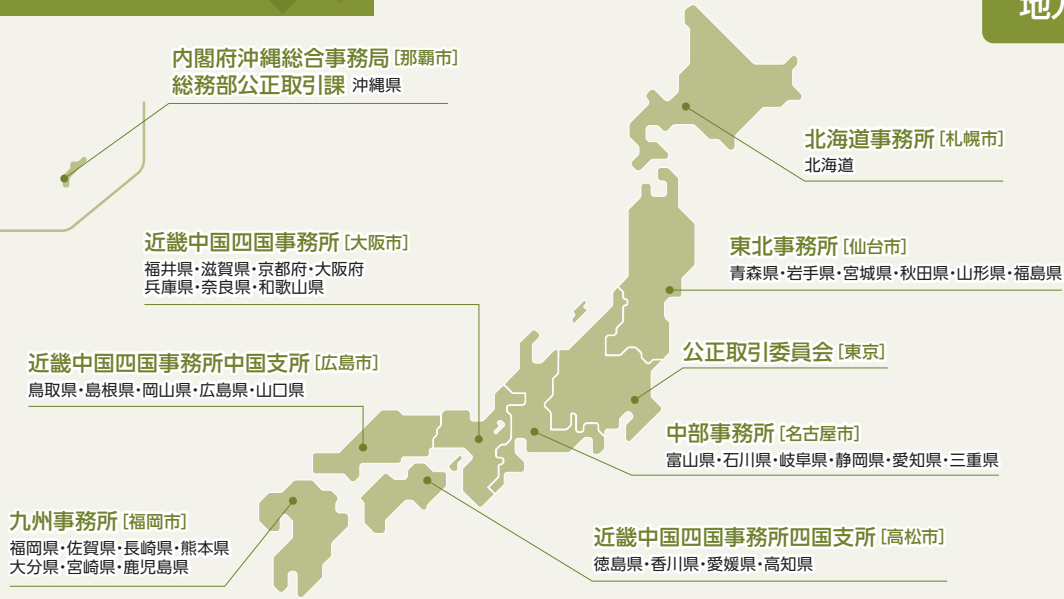 内閣府沖縄総合事務局[那覇市]
総務部公正取引課 沖縄県
北海道事務所[札幌市]
北海道
近畿中国四国事務所[大阪市]
福井県・滋賀県・京都府・大阪府
兵庫県・奈良県・和歌山県
東北事務所[仙台市]
青森県・岩手県・宮城県・秋田県・山形県・福島県
近畿中国四国事務所中国支所[広島市]
鳥取県・島根県・岡山県・広島県・山口県
公正取引委員会[東京]
中部事務所[名古屋市]
富山県・石川県・岐阜県・静岡県・愛知県・三重県
九州事務所[福岡市]
福岡県・佐賀県・長崎県・熊本県
大分県・宮崎県・鹿児島県
近畿中国四国事務所四国支所[高松市]
徳島県・香川県・愛媛県・高知県